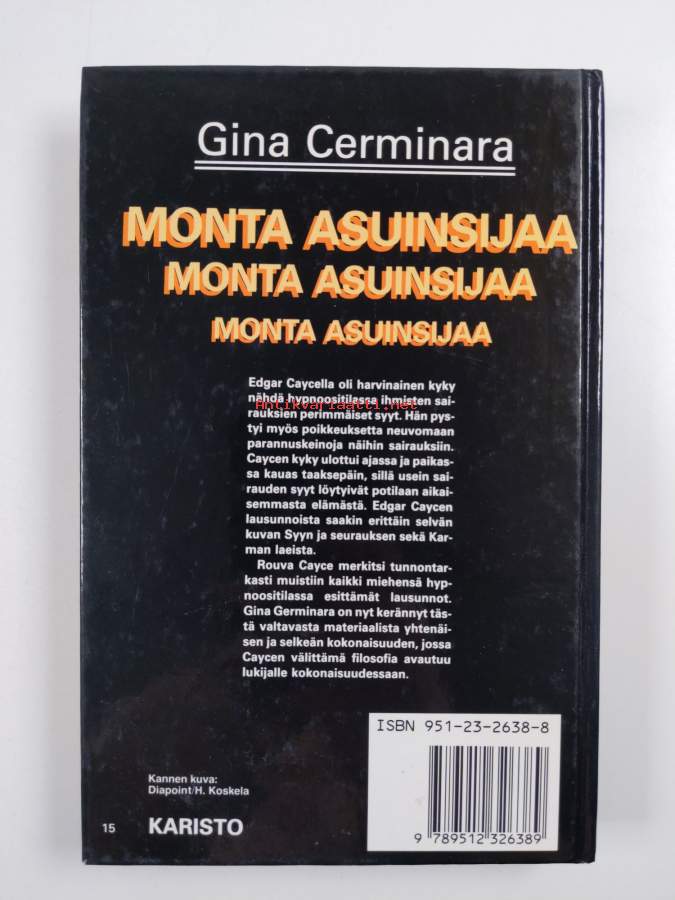 Gina Cerminara
MONTA ASUINSIJAA
MONTA ASUINSIJAA
MONTA ASUINSIJAA
Edgar Caycella oli harvinainen kyky
nähdä hypnoositilassa ihmisten sai-
Antikvariaatti.net
rauksien perimmäiset syyt. Hän pys-
tyi myös poikkeuksetta neuvomaan
parannuskeinoja näihin sairauksiin.
Caycen kyky ulottui ajassa ja paikas-
sa kauas taaksepäin, sillä usein sai-
rauden syyt löytyivät potilaan aikai-
semmasta elämästä. Edgar Caycen
lausunnoista saakin erittäin selvän
kuvan Syyn ja seurauksen sekä Kar-
man laeista.
Rouva Cayce merkitsi tunnontar-
kasti muistiin kaikki miehensä hyp-
noositilassa esittämät lausunnot.
Gina Germinara on nyt kerännyt täs-
tä valtavasta materiaalista yhtenäi-
sen ja selkeän kokonaisuuden, jossa
Caycen välittämä filosofia avautuu
lukijalle kokonaisuudessaan.
ISBN 951-23-2638-8
9 789512 326389
Kannen kuva:
Diapoint/H. Koskela
15 KARISTO